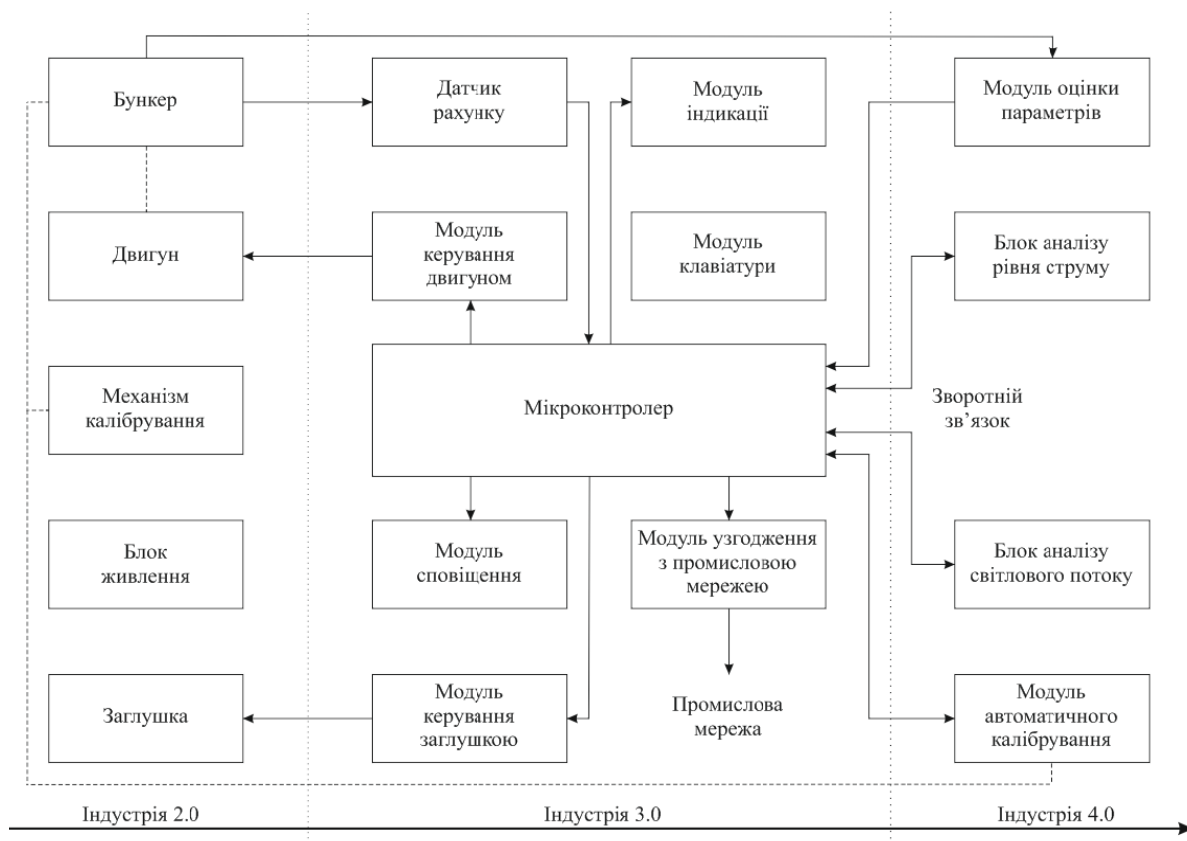 Бункер
Датчик
рахунку
Модуль
індикації
Модуль оцінки
параметрів
Двигун
Модуль
керування
двигуном
Модуль
клавіатури
Блок аналізу
рівня струму
Механізм
калібрування
Мікроконтролер
Зворотній
зв’язок
Блок
живлення
Модуль
сповіщення
Модуль узгодження
з промисловою
мережею
Блок аналізу
світлового потоку
Заглушка
Модуль
керування
заглушкою
Промислова
мережа
Модуль
автоматичного
калібрування
Індустрія 2.0
Індустрія 3.0
Індустрія 4.0